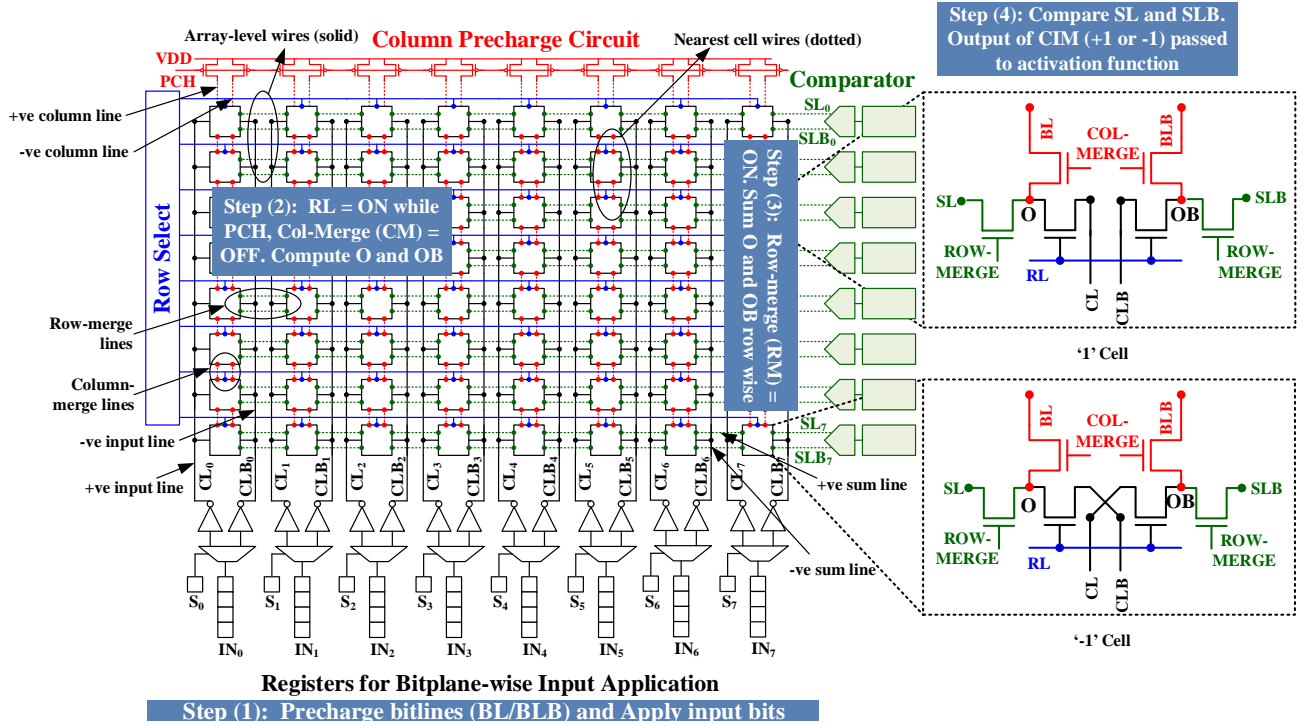 Step (4): Compare SL and SLB.
Output of CIM (+1 or -1) passed
to activation function
Array-level wires (solid)
Column Precharge Circuit
Nearest cell wires (dotted)
VDD
PCH
Comparator
+ve column line
-ve column line
Row Select
SL0
SLB0
Step (2): RL = ON while
PCH, Col-Merge (CM) =
OFF. Compute O and OB
Step (3): Row-merge (RM) =
ON. Sum O and OB row wise
Row-merge
lines
Column-
merge lines
-ve input line
+ve input line
SL7
SLB7
+ve sum line
-ve sum line
CL0
CLB0
CL1
CLB1
CL2
CLB2
CL3
CLB3
CL4
CLB4
CL5
CLB5
CL6
CLB6
CL7
CLB7
S0
S1
S2
S3
S4
S5
S6
S7
IN0
IN1
IN2
IN3
IN4
IN5
IN6
IN7
Registers for Bitplane-wise Input Application
Step (1): Precharge bitlines (BL/BLB) and Apply input bits
BL
COL-
MERGE
BLB
SL
O
OB
SLB
ROW-
MERGE
RL
CL
CLB
ROW-
MERGE
‘1’ Cell
BL
COL-
MERGE
BLB
SL
O
OB
SLB
ROW-
MERGE
RL
CL
CLB
ROW-
MERGE
‘-1’ Cell